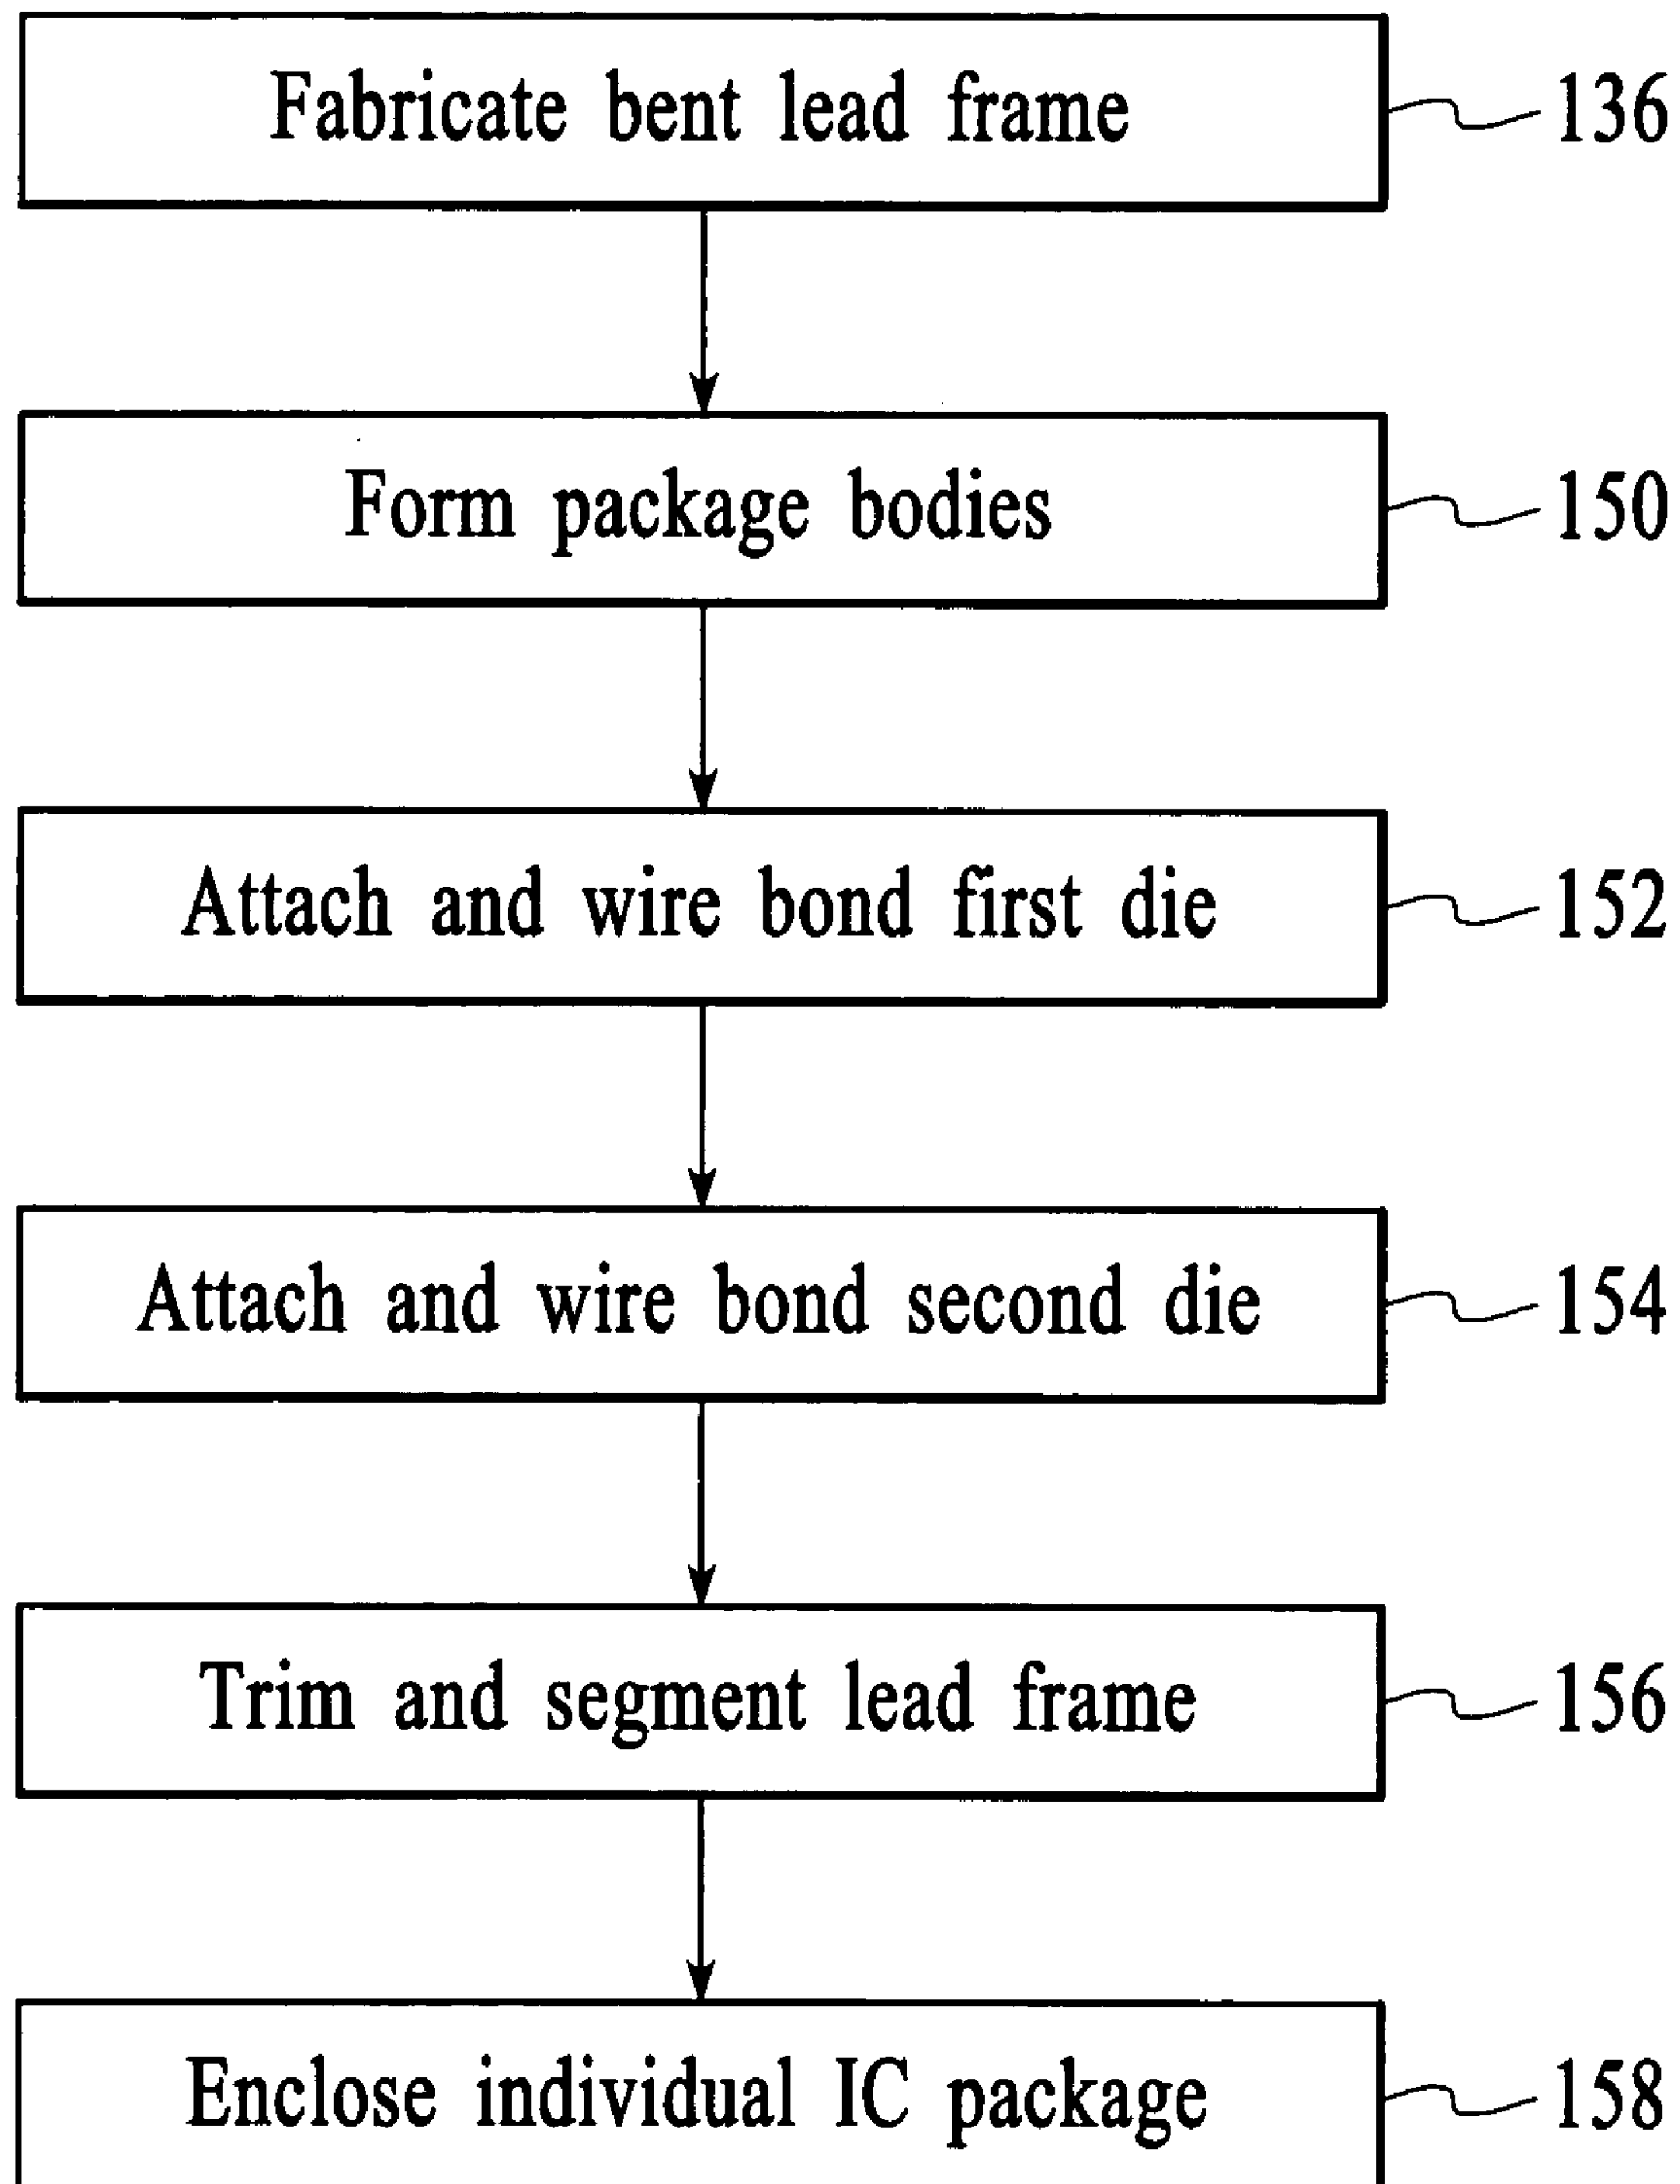 Fabricate bent lead frame 136
Form package bodies 150
Attach and wire bond first die 152
Attach and wire bond second die 154
Trim and segment lead frame 156
Enclose individual IC package 158